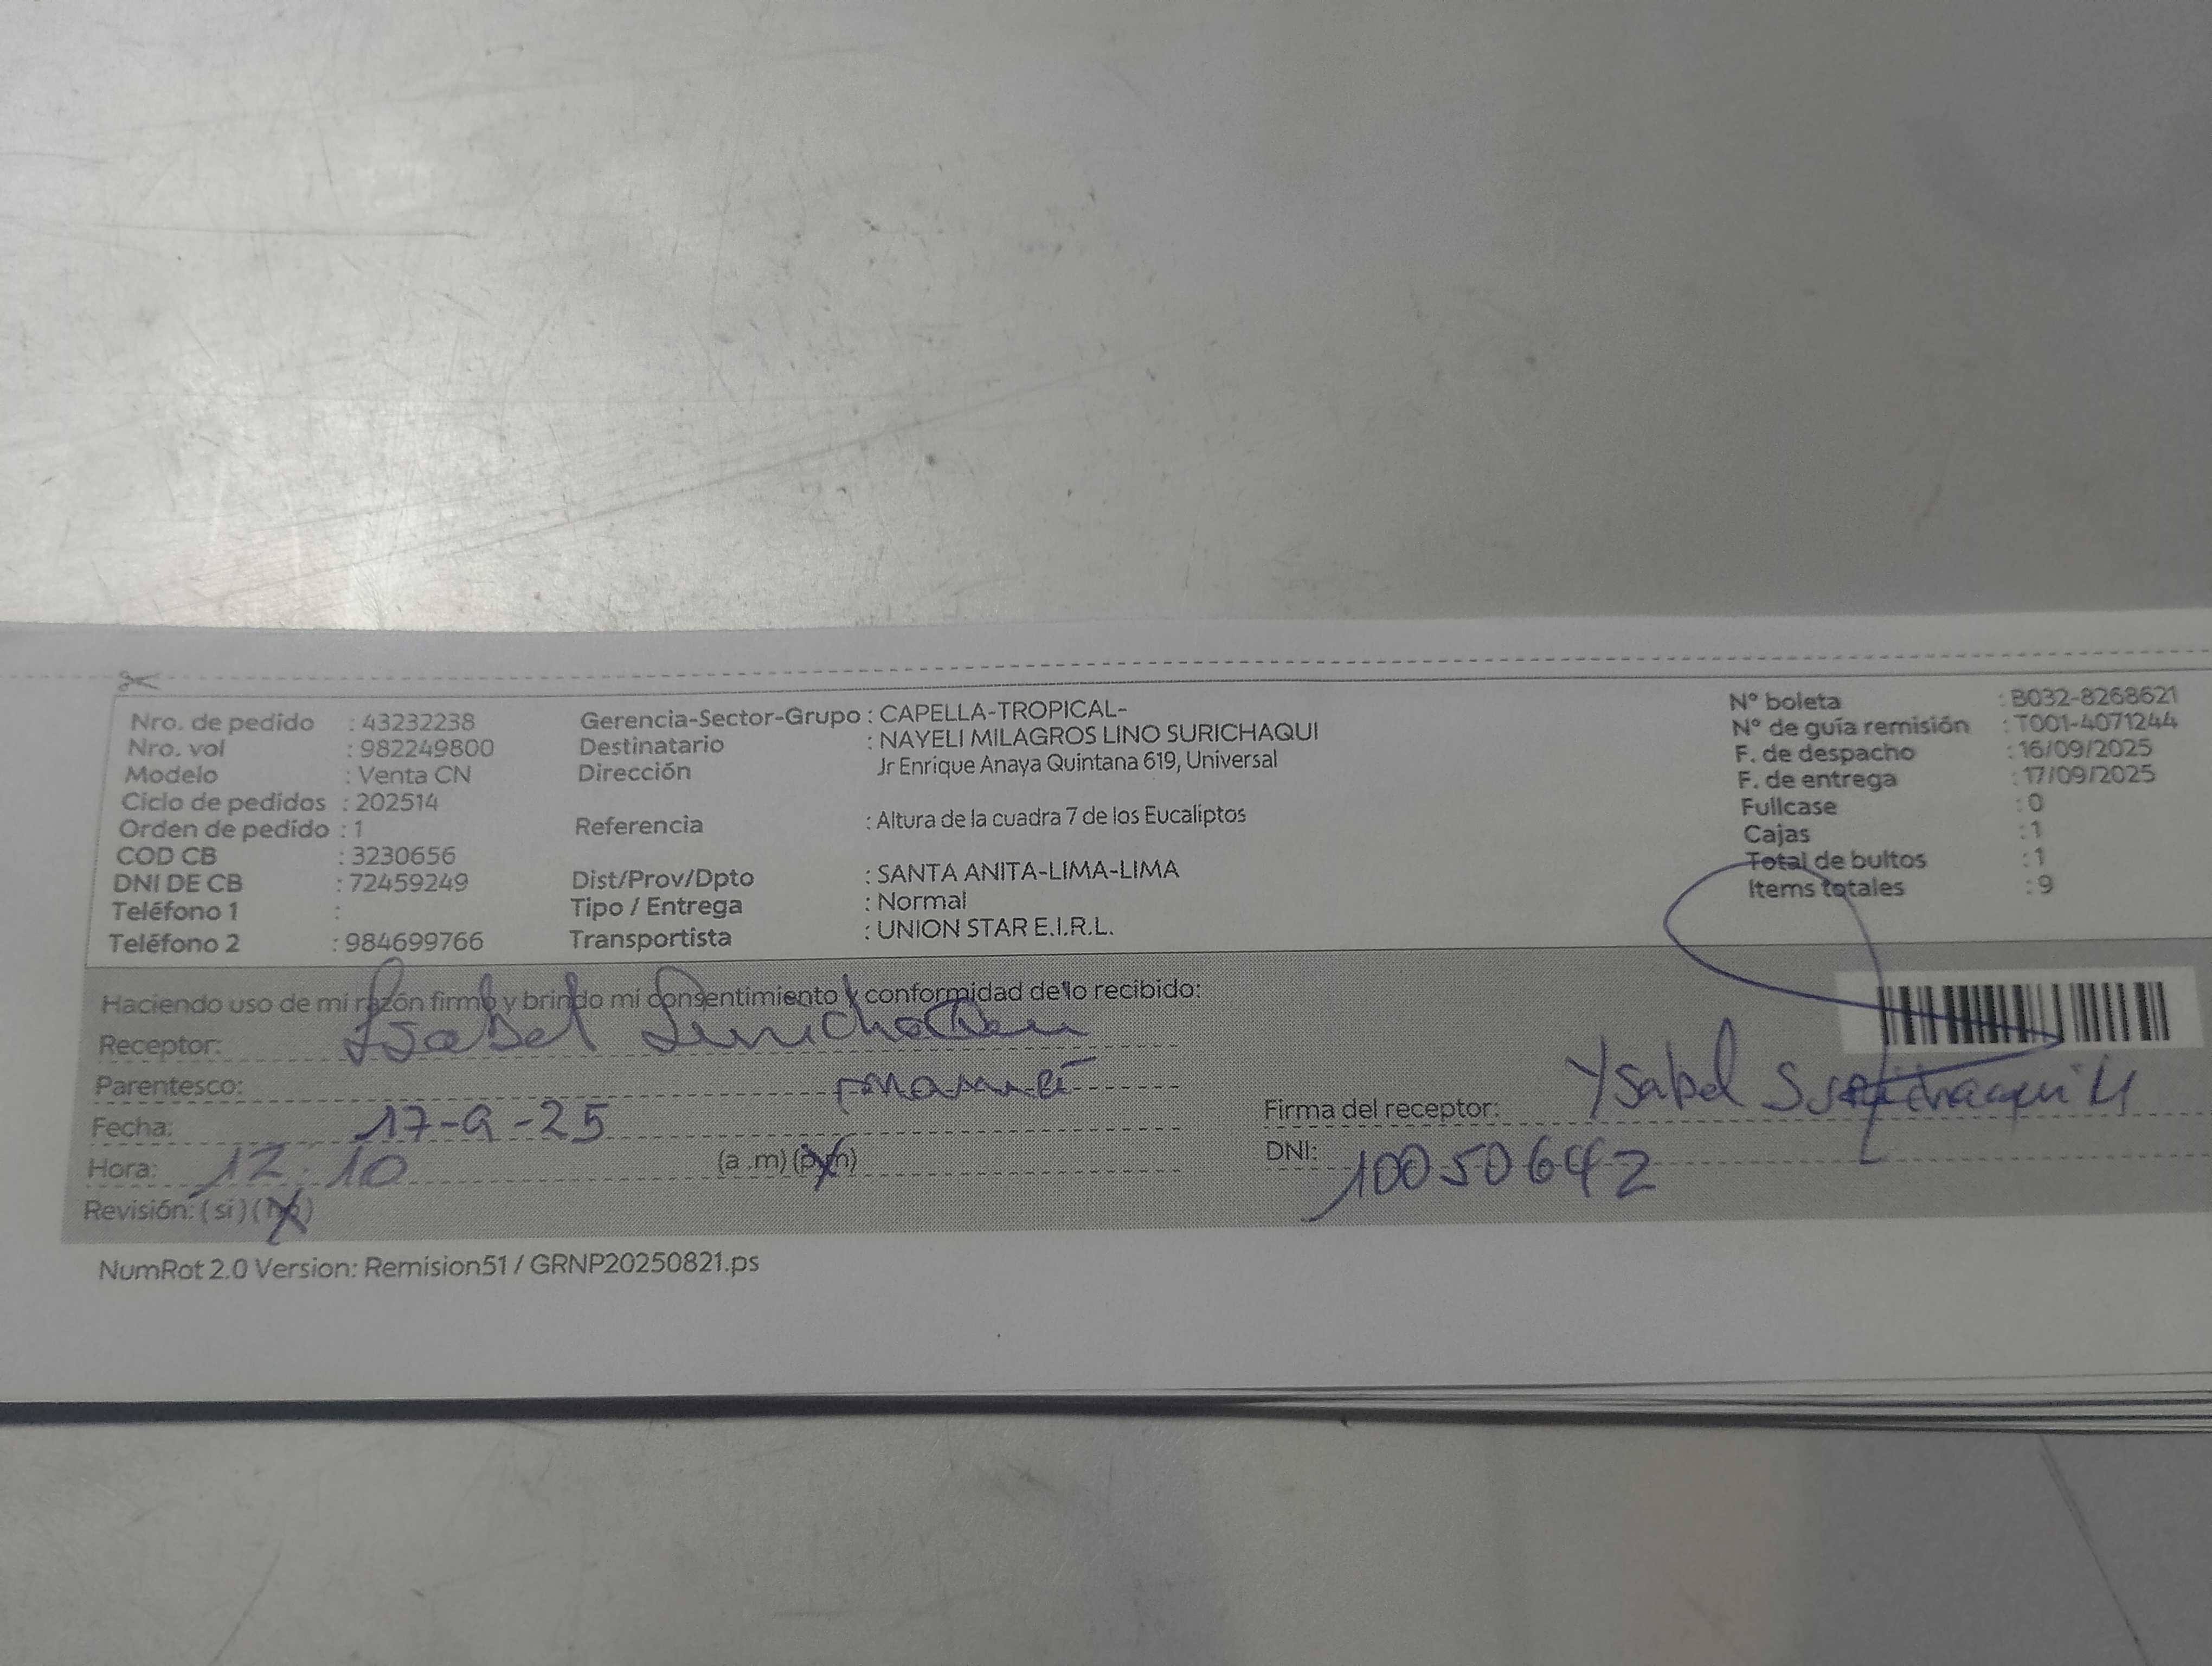 Nro. de pedido : 43232238
Nro. vol : 982249800
Modelo : Venta CN
Ciclo de pedidos : 202514
Orden de pedido : 1
COD CB : 3230656
DNI DE CB : 72459249
Teléfono 1 :
Teléfono 2 : 984699766
Gerencia-Sector-Grupo : CAPELLA-TROPICAL-
Destinatario : NAYELI MILAGROS LINO SURICHAQUI
Dirección Jr Enrique Anaya Quintana 619, Universal
Referencia : Altura de la cuadra 7 de los Eucaliptos
Dist/Prov/Dpto : SANTA ANITA-LIMA-LIMA
Tipo / Entrega : Normal
Transportista : UNION STAR E.I.R.L.
N° boleta : B032-8268621
N° de guía remisión : T001-4071244
F. de despacho : 16/09/2025
F. de entrega : 17/09/2025
Fullcase : 0
Cajas : 1
Total de bultos : 1
Items totales : 9
Haciendo uso de mi razón firmo y brindo mi consentimiento y conformidad de lo recibido:
Receptor: Isabel
Parentesco: mamá
Fecha: 17-9-25
Hora: 12:10 (a .m) (p.m)
Revisión: (si) (no)
Firma del receptor: Ysabel
DNI: 10050642
NumRot 2.0 Version: Remision51 / GRNP20250821.ps